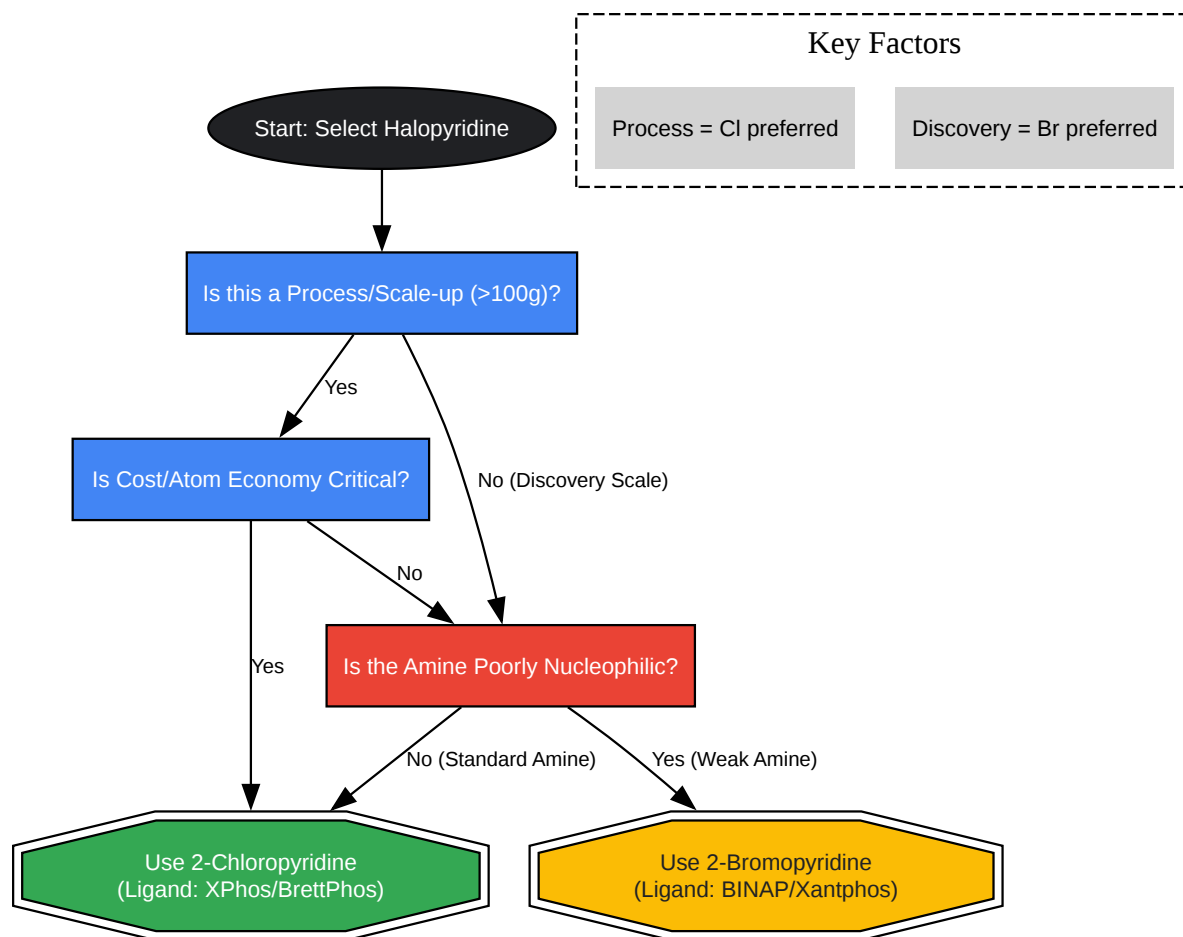 Key Factors
Process = Cl preferred
Discovery = Br preferred
Start: Select Halopyridine
Is this a Process/Scale-up (>100g)?
Yes
Is Cost/Atom Economy Critical?
No (Discovery Scale)
No
Yes
Is the Amine Poorly Nucleophilic?
No (Standard Amine)
Yes (Weak Amine)
Use 2-Chloropyridine
(Ligand: XPhos/BrettPhos)
Use 2-Bromopyridine
(Ligand: BINAP/Xantphos)